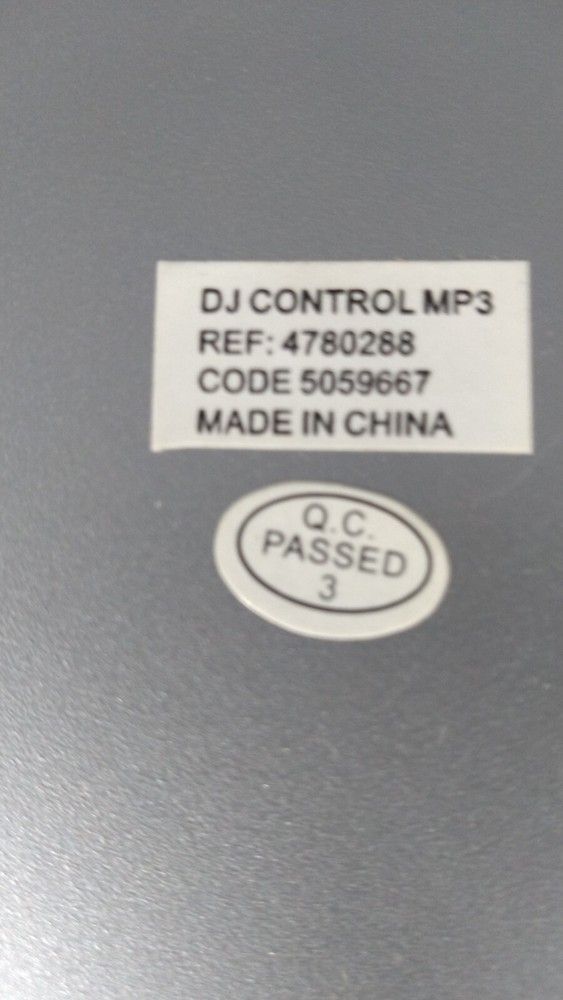 DJ CONTROL MP3
REF: 4780288
CODE 5059667
MADE IN CHINA
Q.C.
PASSED
3